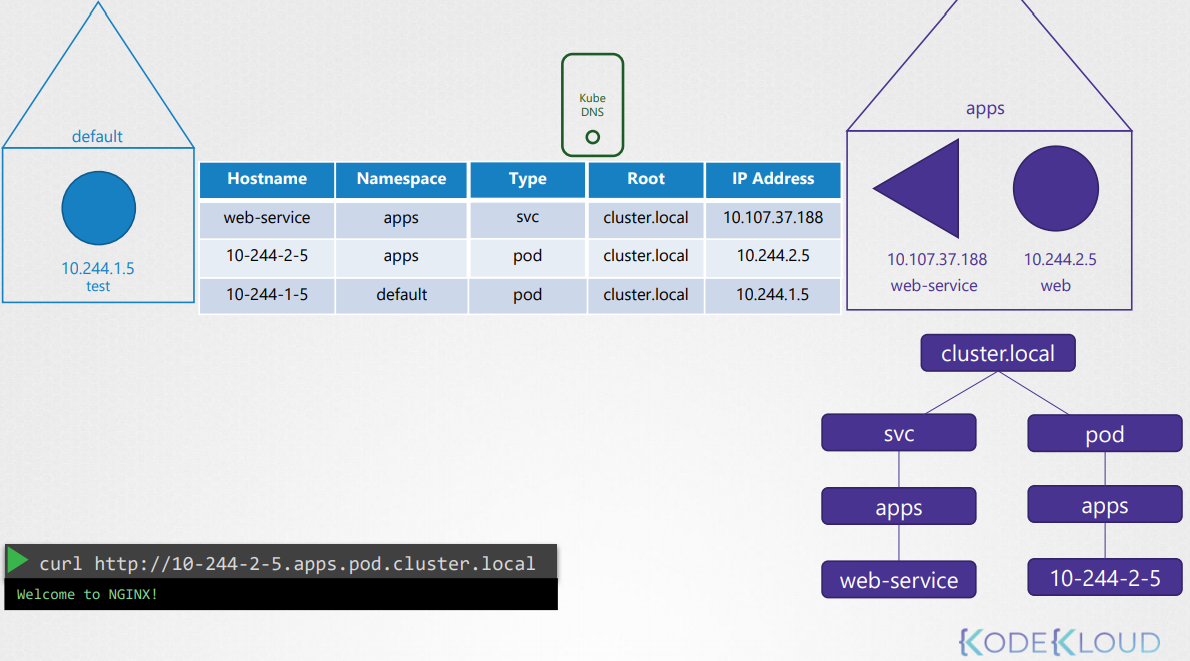 default
10.244.1.5
test
Kube
DNS
Hostname Namespace Type Root IP Address
web-service apps svc cluster.local 10.107.37.188
10-244-2-5 apps pod cluster.local 10.244.2.5
10-244-1-5 default pod cluster.local 10.244.1.5
apps
10.107.37.188 10.244.2.5
web-service web
cluster.local
svc pod
apps apps
web-service 10-244-2-5
curl http://10-244-2-5.apps.pod.cluster.local
Welcome to NGINX!
KODEKLOUD